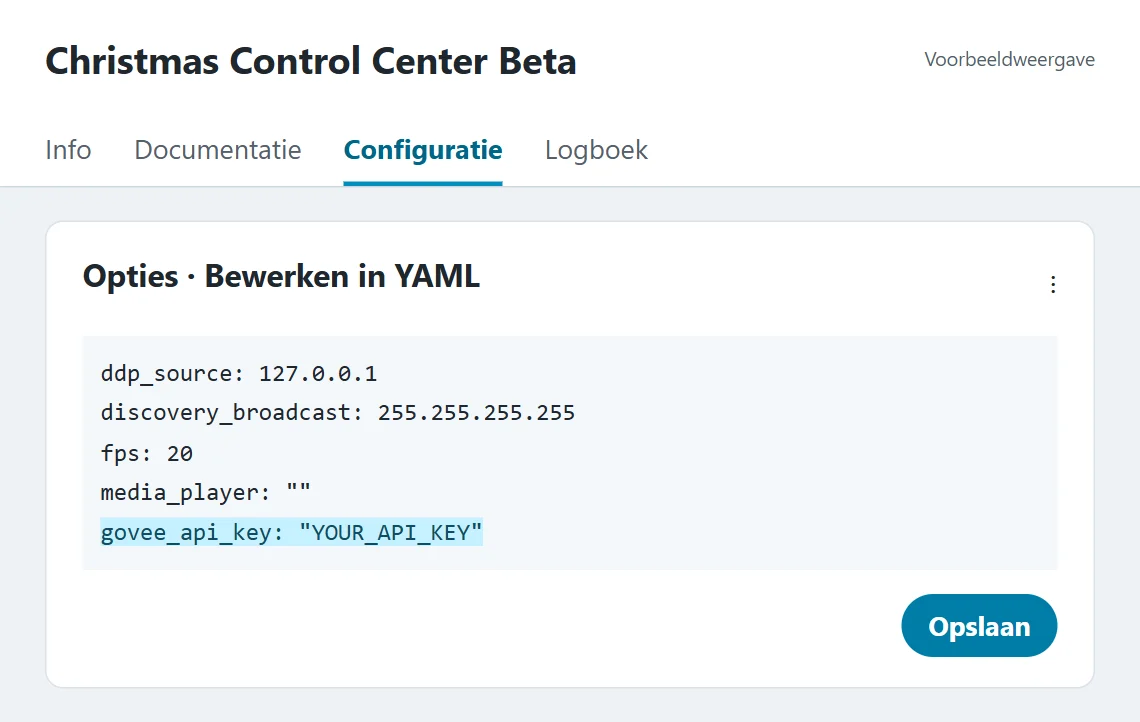 Christmas Control Center Beta
Voorbeeldweergave
Info Documentatie Configuratie Logboek
Opties · Bewerken in YAML
ddp_source: 127.0.0.1
discovery_broadcast: 255.255.255.255
fps: 20
media_player: ""
govee_api_key: "YOUR_API_KEY"
Opslaan